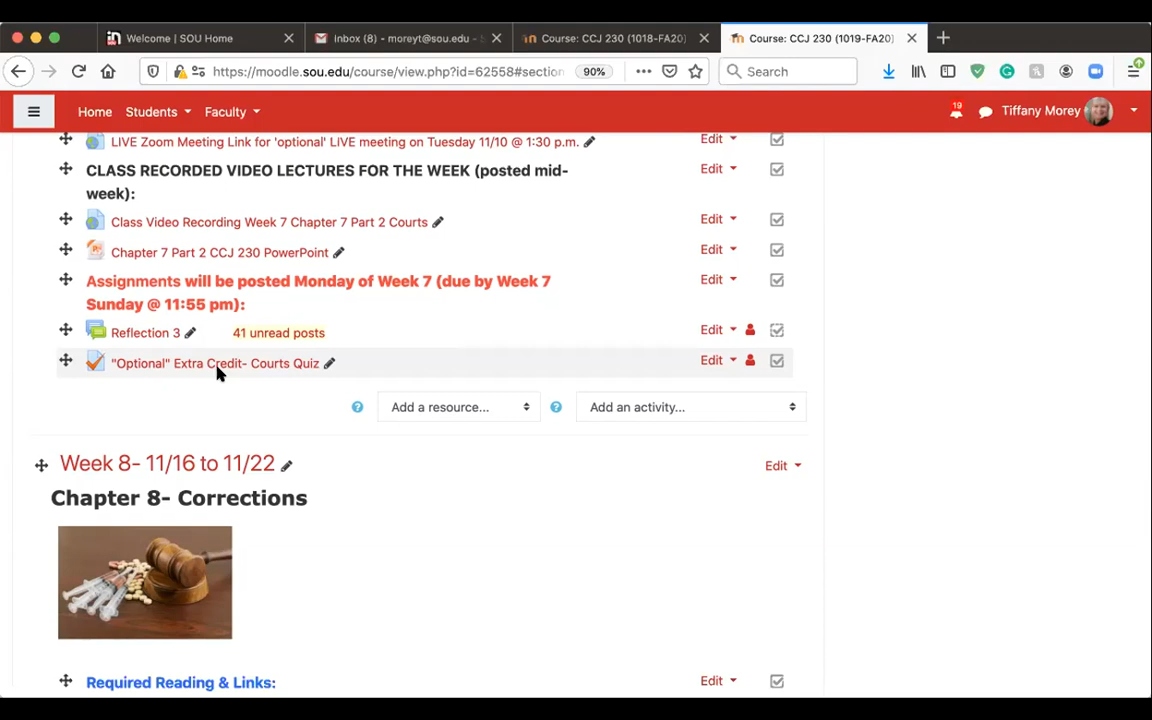 Welcome | SOU Home
Inbox (8) - moreyt@sou.edu -
Course: CCJ 230 (1018-FA20)
Course: CCJ 230 (1019-FA20)
https://moodle.sou.edu/course/view.php?id=62558#section
90%
Search
Home
Students
Faculty
19
Tiffany Morey
LIVE Zoom Meeting Link for 'optional' LIVE meeting on Tuesday 11/10 @ 1:30 p.m.
Edit
CLASS RECORDED VIDEO LECTURES FOR THE WEEK (posted mid-
week):
Edit
Class Video Recording Week 7 Chapter 7 Part 2 Courts
Edit
Chapter 7 Part 2 CCJ 230 PowerPoint
Edit
Assignments will be posted Monday of Week 7 (due by Week 7
Sunday @ 11:55 pm):
Edit
Reflection 3 41 unread posts
Edit
"Optional" Extra Credit- Courts Quiz
Edit
? Add a resource... ? Add an activity...
Week 8- 11/16 to 11/22
Edit
Chapter 8- Corrections
Required Reading & Links:
Edit